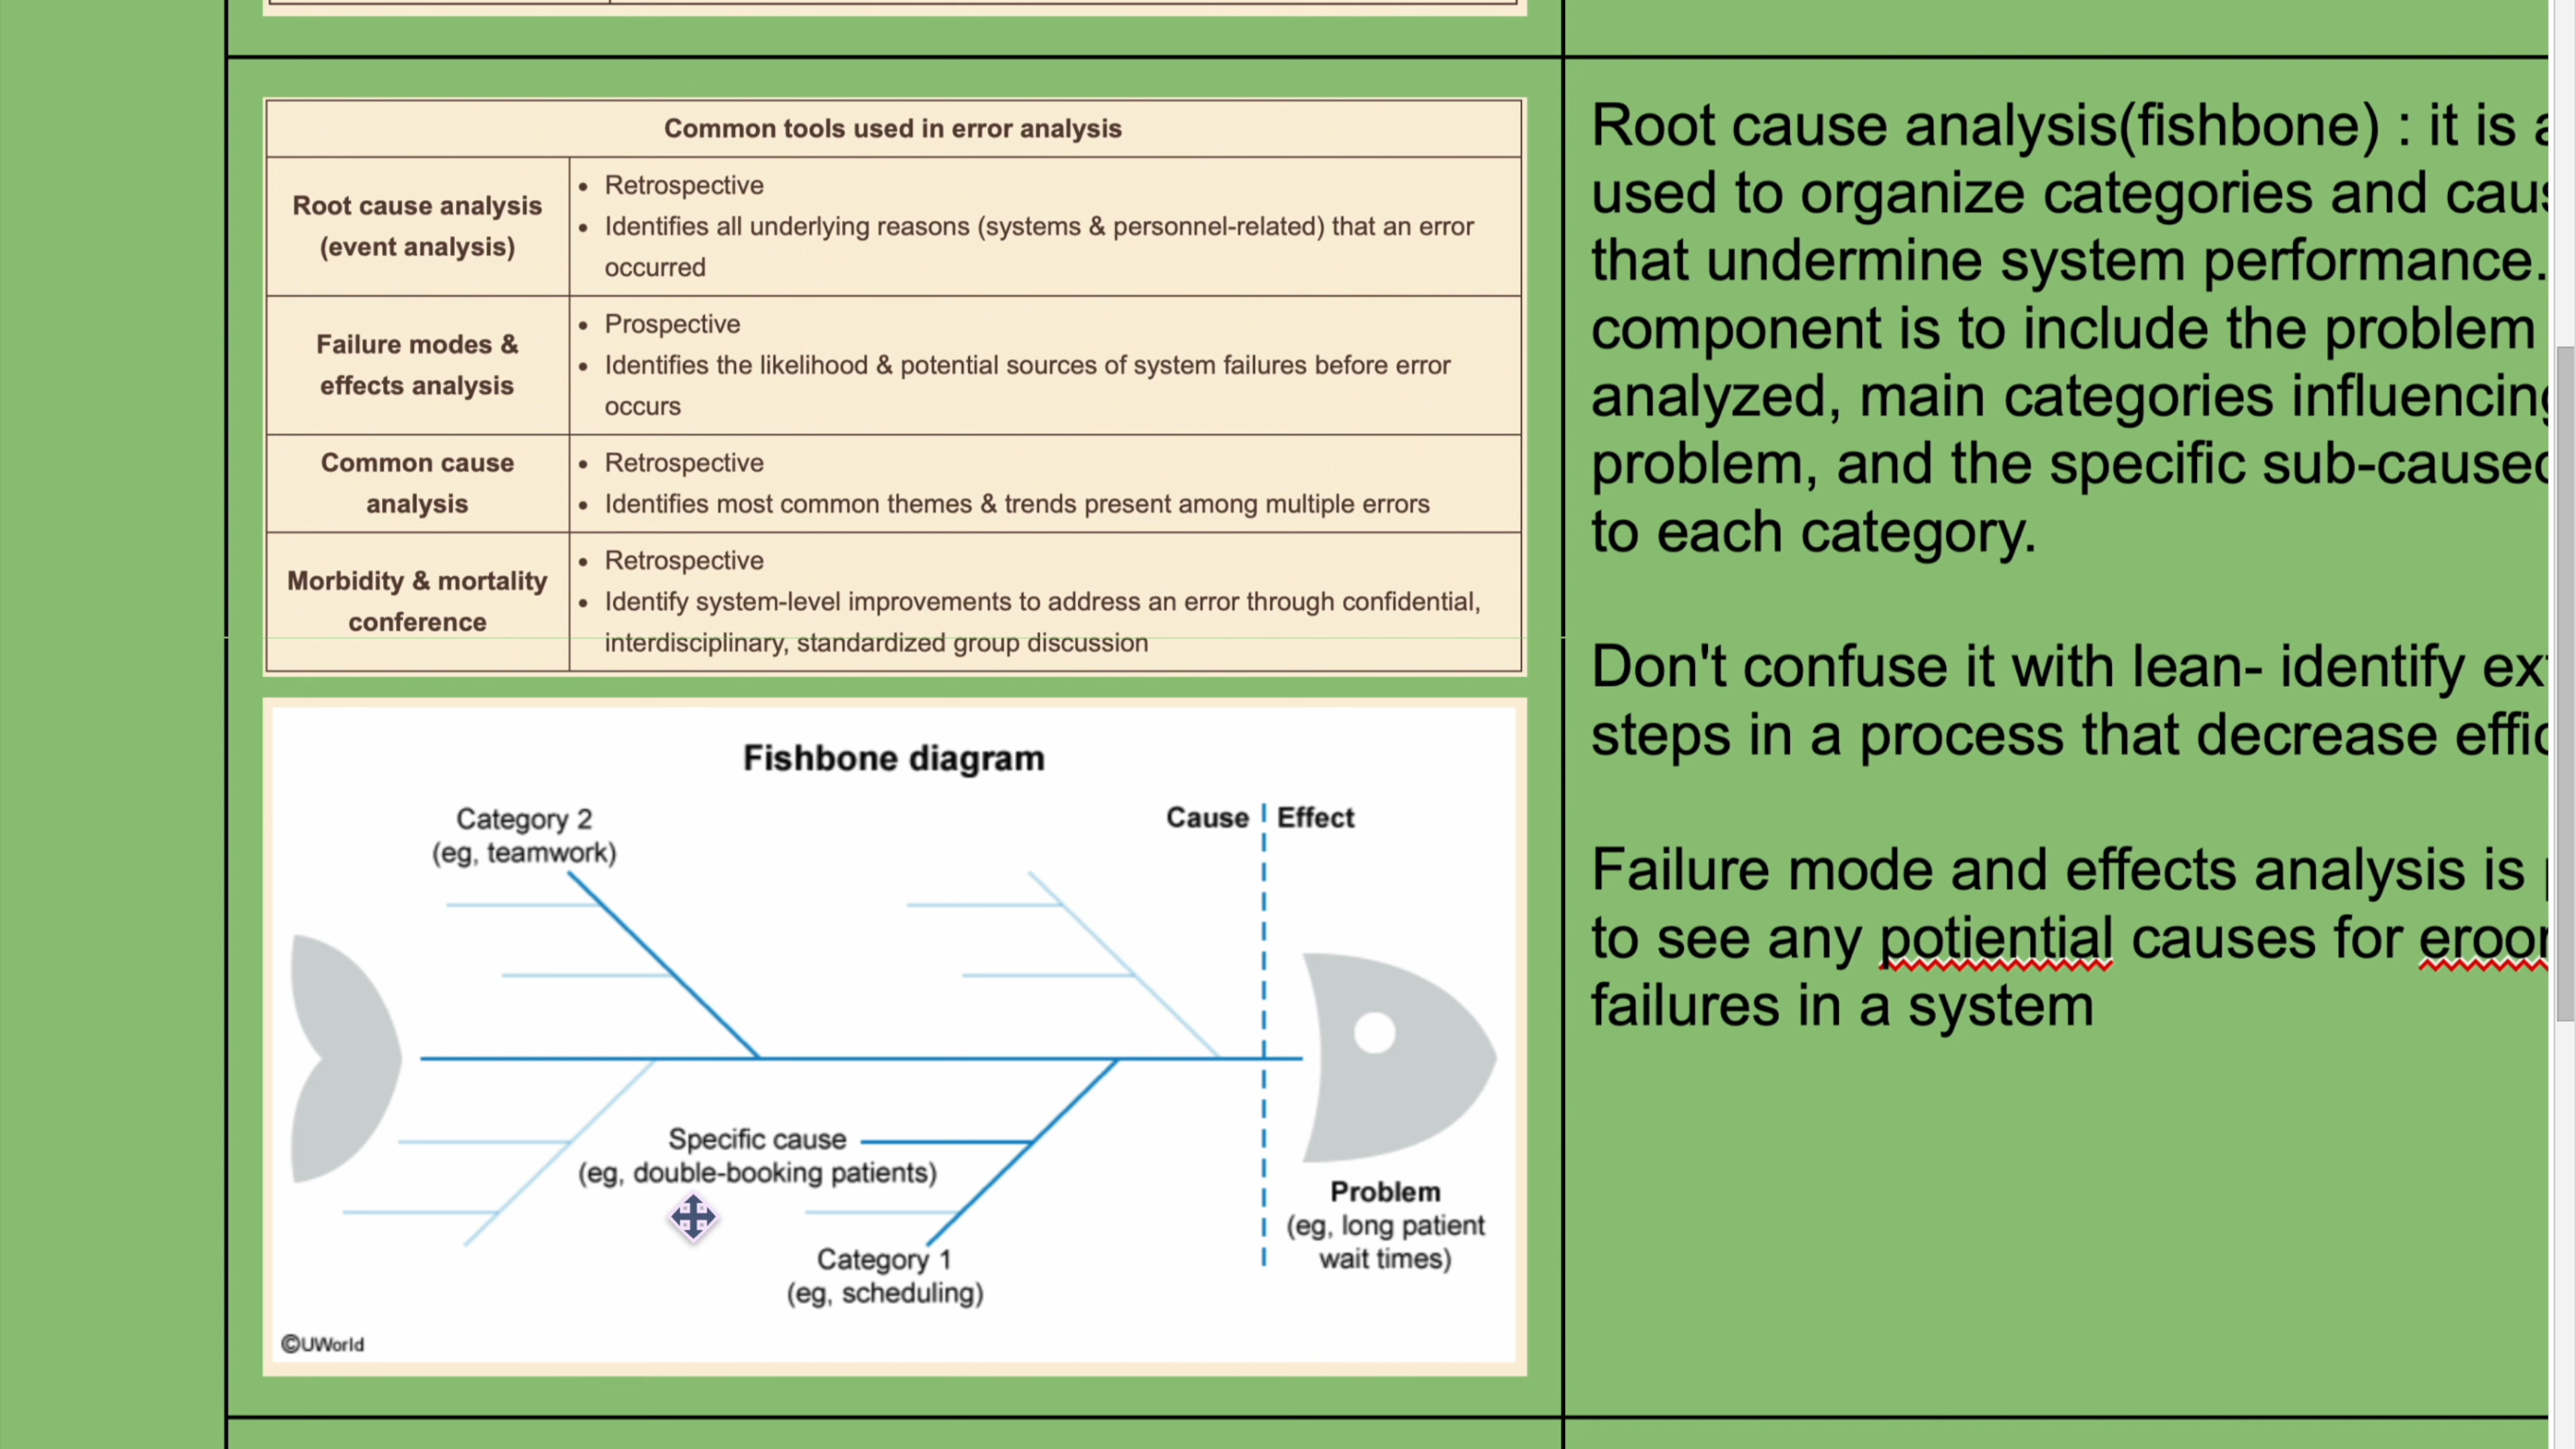 Common tools used in error analysis
Root cause analysis
(event analysis)
• Retrospective
• Identifies all underlying reasons (systems & personnel-related) that an error
occurred
Failure modes &
effects analysis
• Prospective
• Identifies the likelihood & potential sources of system failures before error
occurs
Common cause
analysis
• Retrospective
• Identifies most common themes & trends present among multiple errors
Morbidity & mortality
conference
• Retrospective
• Identify system-level improvements to address an error through confidential,
interdisciplinary, standardized group discussion
Fishbone diagram
Category 2
(eg, teamwork)
Cause
Effect
Specific cause
(eg, double-booking patients)
Category 1
(eg, scheduling)
Problem
(eg, long patient
wait times)
©UWorld
Root cause analysis(fishbone) : it is
used to organize categories and
that undermine system performance.
component is to include the problem
analyzed, main categories
problem, and the specific
to each category.
Don't confuse it with lean- identify
steps in a process that decrease
Failure mode and effects analysis is
to see any potiential causes for
failures in a system